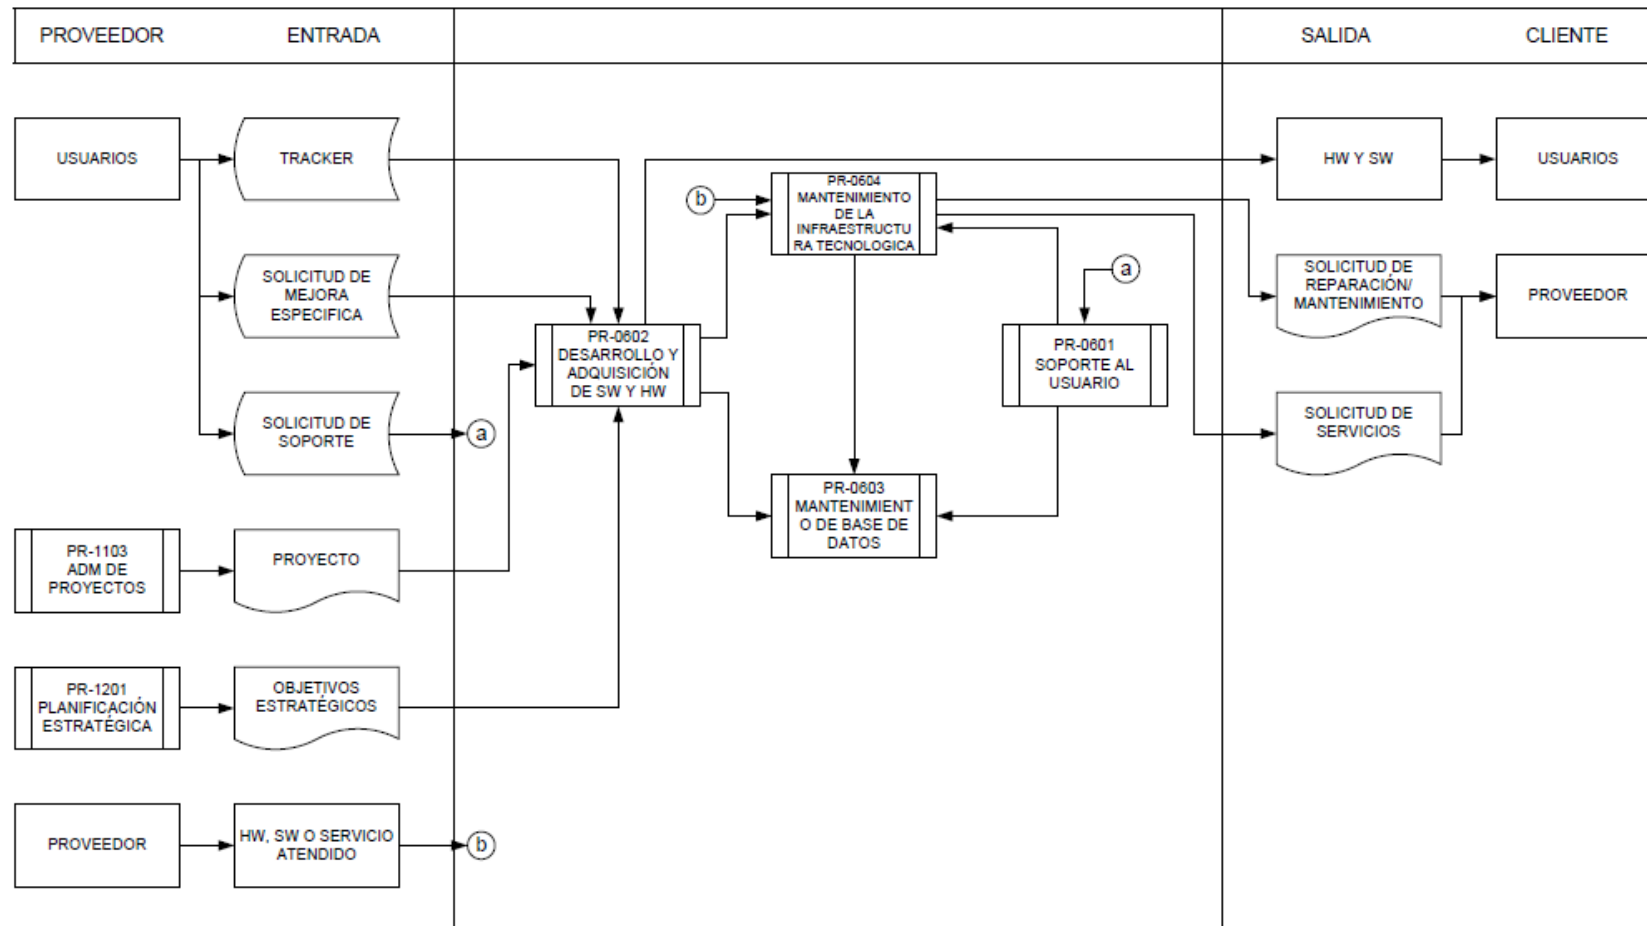 PROVEEDOR
ENTRADA
SALIDA
CLIENTE
USUARIOS
TRACKER
SOLICITUD DE
MEJORA
ESPECIFICA
SOLICITUD DE
SOPORTE
a
PR-1103
ADM DE
PROYECTOS
PROYECTO
PR-1201
PLANIFICACIÓN
ESTRATÉGICA
OBJETIVOS
ESTRATÉGICOS
PROVEEDOR
HW, SW O SERVICIO
ATENDIDO
b
PR-0602
DESARROLLO Y
ADQUISICIÓN
DE SW Y HW
b
PR-0604
MANTENIMIENTO
DE LA
INFRAESTRUCTU
RA TECNOLOGICA
PR-0603
MANTENIMIENT
O DE BASE DE
DATOS
a
PR-0601
SOPORTE AL
USUARIO
HW Y SW
USUARIOS
SOLICITUD DE
REPARACIÓN/
MANTENIMIENTO
PROVEEDOR
SOLICITUD DE
SERVICIOS